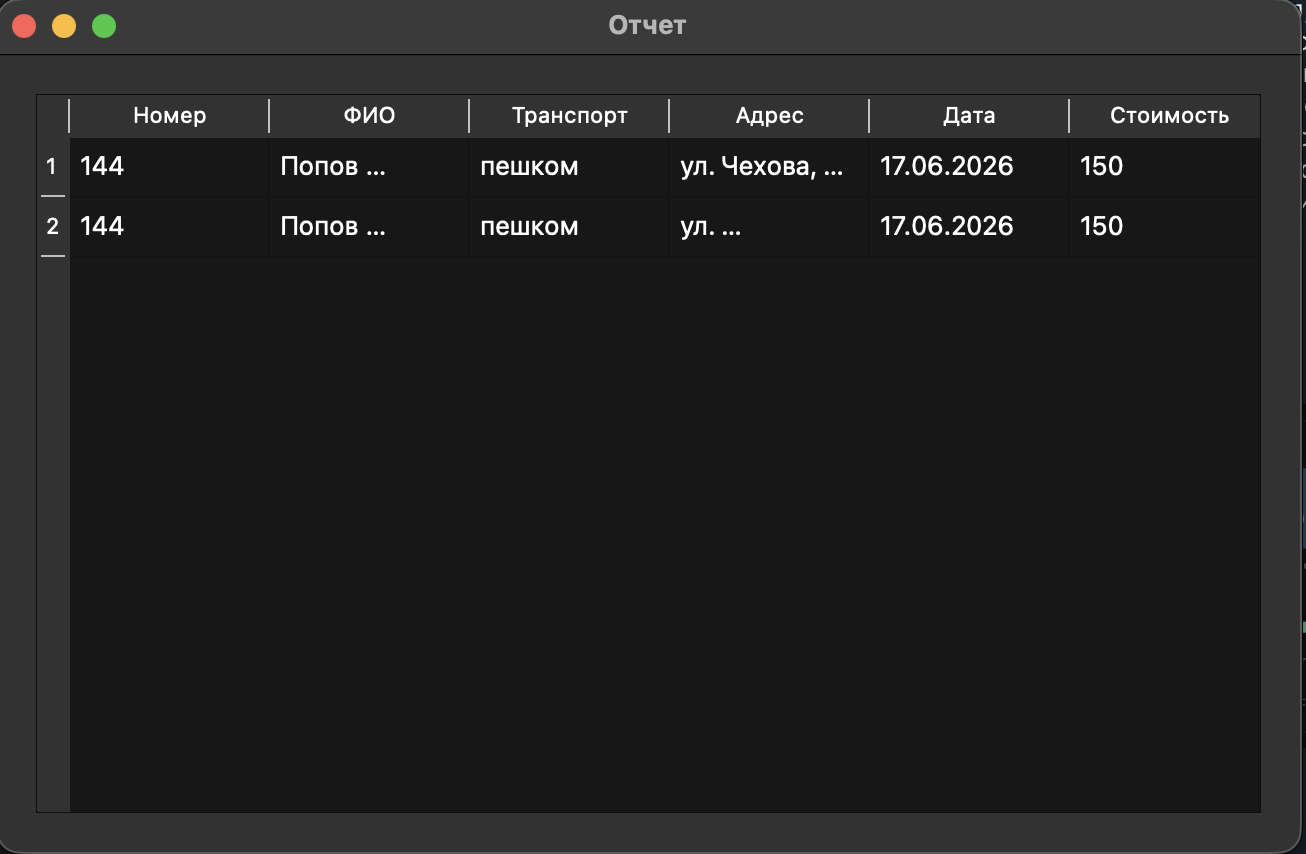 Отчет
Номер ФИО Транспорт Адрес Дата Стоимость
1 144 Попов ... пешком ул. Чехова, ... 17.06.2026 150
2 144 Попов ... пешком ул. ... 17.06.2026 150